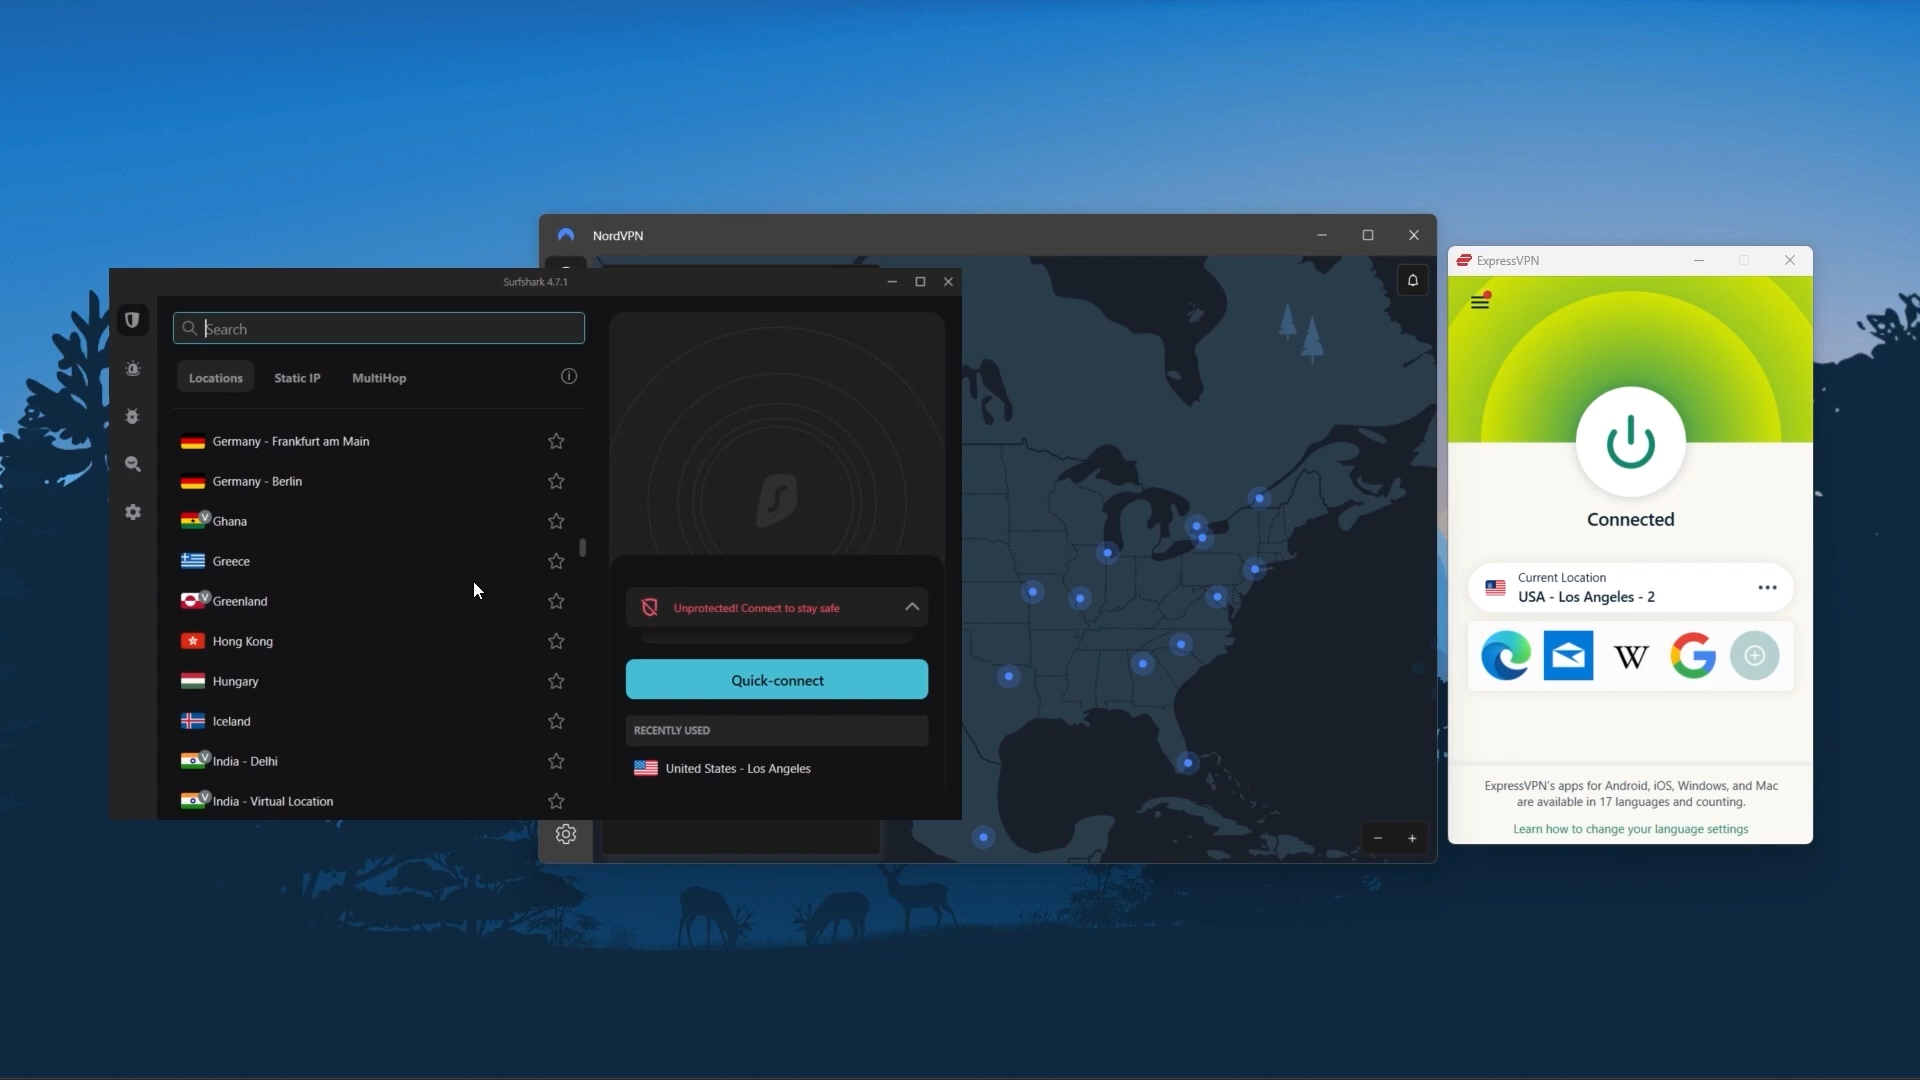 NordVPN
ExpressVPN
Surfshark 4.7.1
Search
Locations
Static IP
MultiHop
Germany - Frankfurt am Main
Germany - Berlin
V
Ghana
Greece
V
Greenland
Hong Kong
Hungary
Iceland
V
India - Delhi
V
India - Virtual Location
Unprotected! Connect to stay safe
Quick-connect
RECENTLY USED
United States - Los Angeles
Connected
Current Location
USA - Los Angeles - 2
W
G
ExpressVPN's apps for Android, iOS, Windows, and Mac
are available in 17 languages and counting.
Learn how to change your language settings